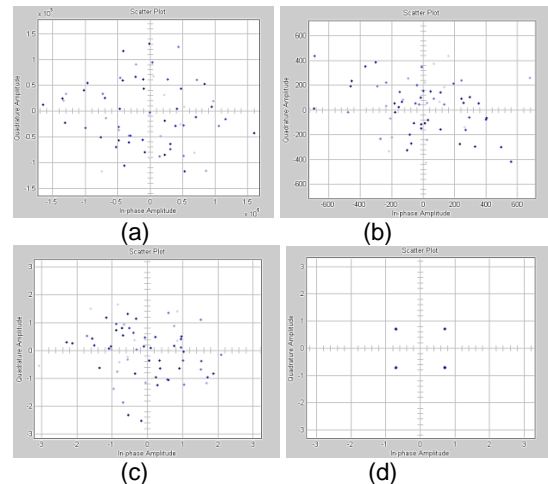 Scatter Plot
Quadrature Amplitude
1.5
1
0.5
0
-0.5
-1
-1.5
-1.5 -1 -0.5 0 0.5 1 1.5
In-phase Amplitude
(a)
Scatter Plot
Quadrature Amplitude
600
400
200
0
-200
-400
-600
-600 -400 -200 0 200 400 600
In-phase Amplitude
(b)
Scatter Plot
Quadrature Amplitude
3
2
1
0
-1
-2
-3
-3 -2 -1 0 1 2 3
In-phase Amplitude
(c)
Scatter Plot
Quadrature Amplitude
3
2
1
0
-1
-2
-3
-3 -2 -1 0 1 2 3
In-phase Amplitude
(d)